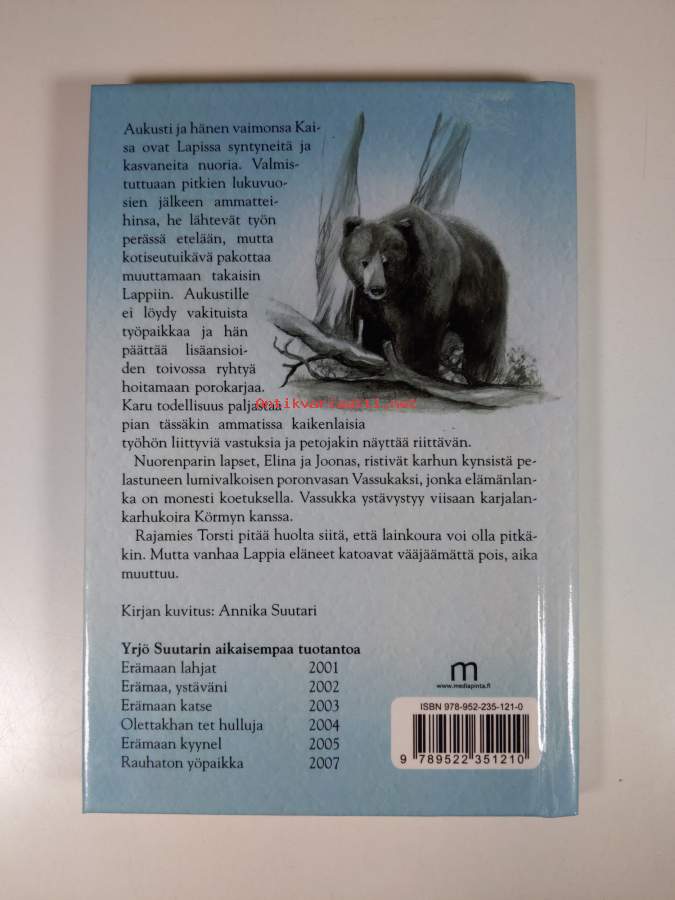 Aukusti ja hänen vaimonsa Kai-
sa ovat Lapissa syntyneitä ja
kasvaneita nuoria. Valmis-
tuttuaan pitkien lukuvuo-
sien jälkeen ammattei-
hinsa, he lähtevät työn
perässä etelään, mutta
kotiseutuikävä pakottaa
muuttamaan takaisin
Lappiin. Aukustille
ei löydy vakituista
työpaikkaa ja hän
päättää lisäansioi-
den toivossa ryhtyä
hoitamaan porokarjaa.
Karu todellisuus paljastaa
Antikvariaatti.net
pian tässäkin ammatissa kaikenlaisia
työhön liittyviä vastuksia ja petojakin näyttää riittävän.
Nuorenparin lapset, Elina ja Joonas, ristivät karhun kynsistä pe-
lastuneen lumivalkoisen poronvasan Vassukaksi, jonka elämänlan-
ka on monesti koetuksella. Vassukka ystävystyy viisaan karjalan-
karhukoira Körmyn kanssa.
Rajamies Torsti pitää huolta siitä, että lainkoura voi olla pitkä-
kin. Mutta vanhaa Lappia eläneet katoavat vääjäämättä pois, aika
muuttuu.
Kirjan kuvitus: Annika Suutari
Yrjö Suutarin aikaisempaa tuotantoa
Erämaan lahjat 2001
Erämaa, ystäväni 2002
Erämaan katse 2003
Olettakhan tet hulluja 2004
Erämaan kyynel 2005
Rauhaton yöpaikka 2007
m
www.mediapinta.fi
ISBN 978-952-235-121-0
9 789522 351210